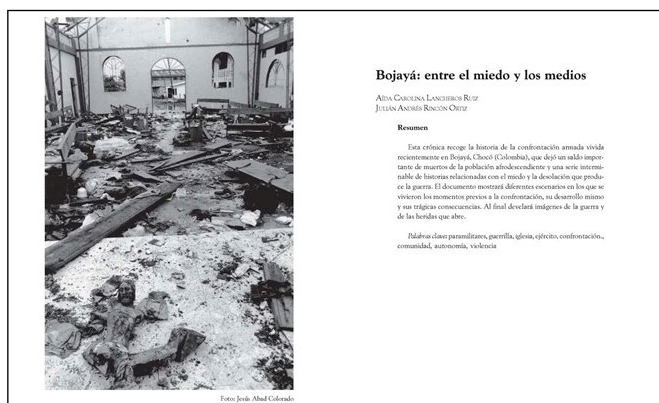 Bojayá: entre el miedo y los medios
AÍDA CAROLINA LANCHEROS RUIZ
JULIÁN ANDRÉS RINCÓN ORTIZ
Resumen
Esta crónica recoge la historia de la confrontación armada vivida
recientemente en Bojayá, Chocó (Colombia), que dejó un saldo impor-
tante de muertos de la población afrodescendiente y una serie intermi-
nable de historias relacionadas con el miedo y la desolación que produ-
ce la guerra. El documento mostrará diferentes escenarios en los que se
vivieron los momentos previos a la confrontación, su desarrollo mismo
y sus trágicas consecuencias. Al final develará imágenes de la guerra y
de las heridas que abre.
Palabras claves: paramilitares, guerrilla, iglesia, ejército, confrontación.,
comunidad, autonomía, violencia
Foto: Jesús Abad Colorado